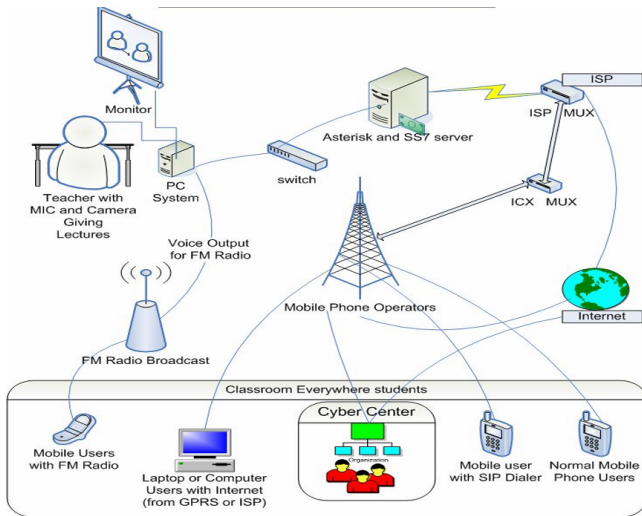 Monitor
Teacher with
MIC and Camera
Giving
Lectures
PC
System
switch
Asterisk and SS7 server
ISP
ISP MUX
ICX MUX
Voice Output
for FM Radio
Mobile Phone Operators
Internet
FM Radio Broadcast
Classroom Everywhere students
Mobile Users
with FM Radio
Laptop or Computer
Users with Internet
(from GPRS or ISP)
Cyber Center
Organization
Mobile user
with SIP Dialer
Normal Mobile
Phone Users